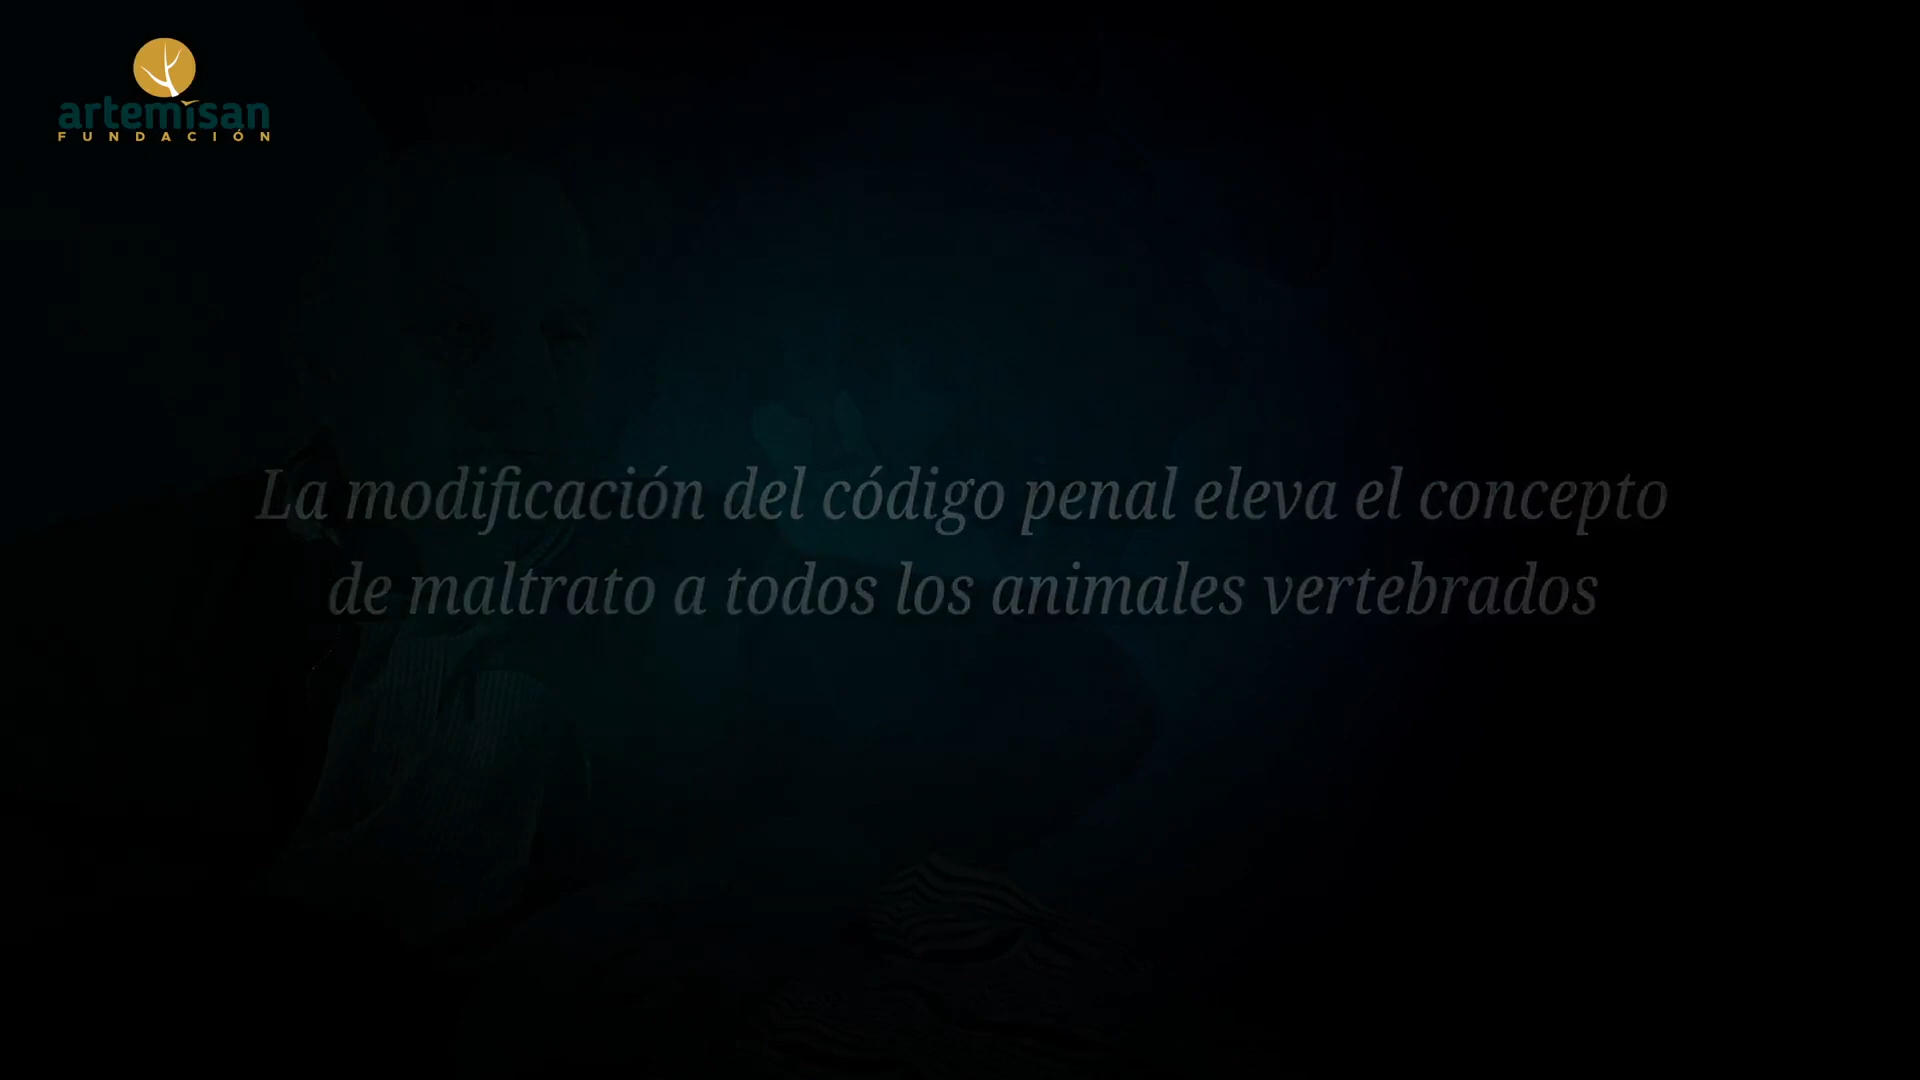 artemisan
FUNDACIÓN
La modificación del código penal eleva el concepto
de maltrato a todos los animales vertebrados